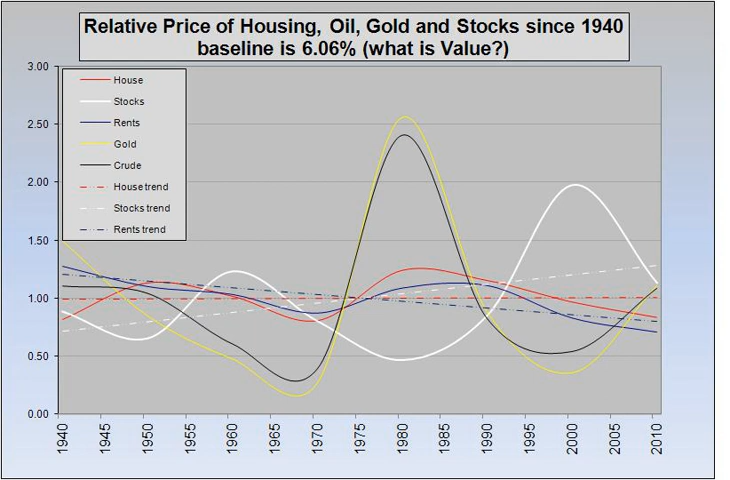 Relative Price of Housing, Oil, Gold and Stocks since 1940
baseline is 6.06% (what is Value?)
3.00
2.50
2.00
1.50
1.00
0.50
0.00
House
Stocks
Rents
Gold
Crude
House trend
Stocks trend
Rents trend
1940
1945
1950
1955
1960
1965
1970
1975
1980
1985
1990
1995
2000
2005
2010